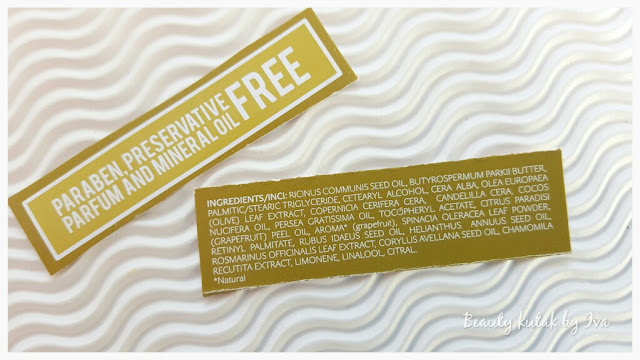 PARABEN, PRESERVATIVE
PARFUM AND MINERAL OIL
FREE
INGREDIENTS/INCI: RICINUS COMMUNIS SEED OIL, BUTYROSPERMUM PARKII BUTTER,
PALMITIC/STEARIC TRIGLYCERIDE, CETEARYL ALCOHOL, CERA ALBA, OLEA EUROPAEA
(OLIVE) LEAF EXTRACT, COPERNICA CERIFERA CERA, CANDELILLA CERA, COCOS
NUCIFERA OIL, PERSEA GRATISSIMA OIL, TOCOPHERYL ACETATE, CITRUS PARADISI
(GRAPEFRUIT) PEEL OIL, AROMA* (grapefruit), SPINACIA OLERACEA LEAF POWDER,
RETINYL PALMITATE, RUBUS IDAEUS SEED OIL, HELIANTHUS ANNUUS SEED OIL,
ROSMARINUS OFFICINALIS LEAF EXTRACT, CORYLUS AVELLANA SEED OIL, CHAMOMILA
RECUTITA EXTRACT, LIMONENE, LINALOOL, CITRAL.
*Natural
Beauty Kutak by Iva